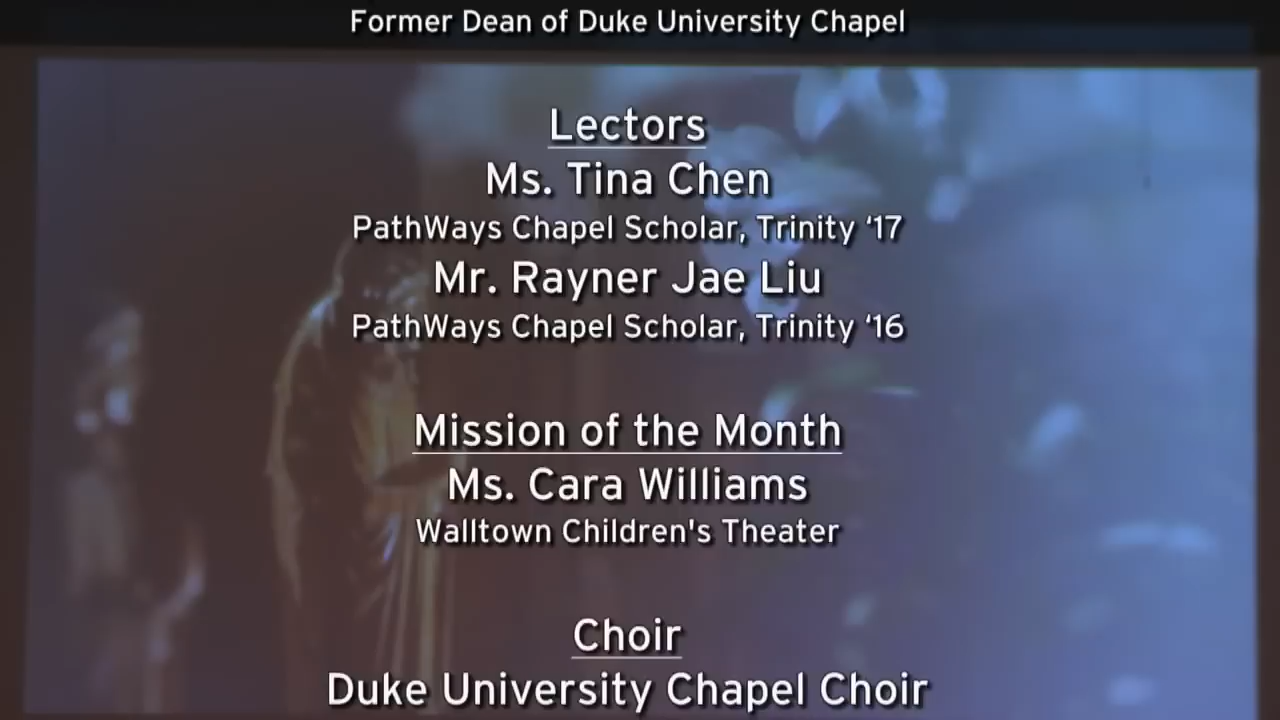 Former Dean of Duke University Chapel
Lectors
Ms. Tina Chen
PathWays Chapel Scholar, Trinity ‘17
Mr. Rayner Jae Liu
PathWays Chapel Scholar, Trinity ‘16
Mission of the Month
Ms. Cara Williams
Walltown Children's Theater
Choir
Duke University Chapel Choir